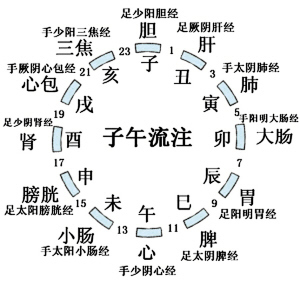 足少阳胆经
胆
足厥阴肝经
肝
手太阴肺经
肺
手阳明大肠经
大肠
足阳明胃经
胃
足太阴脾经
脾
手少阴心经
心
手太阳小肠经
小肠
足太阳膀胱经
膀胱
足少阴肾经
肾
手厥阴心包经
心包
手少阳三焦经
三焦
23
1
3
5
7
9
11
13
15
17
19
21
子
丑
寅
卯
辰
巳
午
未
申
酉
戌
亥
子午流注